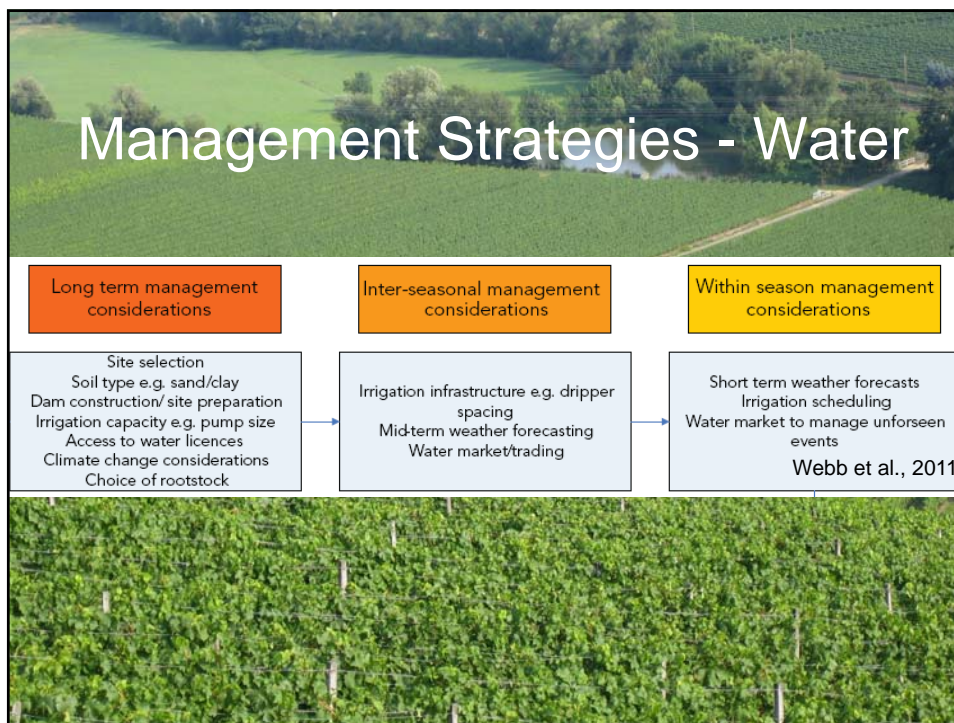 Management Strategies - Water
Long term management
considerations
Site selection
Soil type e.g. sand/clay
Dam construction/ site preparation
Irrigation capacity e.g. pump size
Access to water licences
Climate change considerations
Choice of rootstock
Inter-seasonal management
considerations
Irrigation infrastructure e.g. dripper
spacing
Mid-term weather forecasting
Water market/trading
Within season management
considerations
Short term weather forecasts
Irrigation scheduling
Water market to manage unforseen
events
Webb et al., 2011